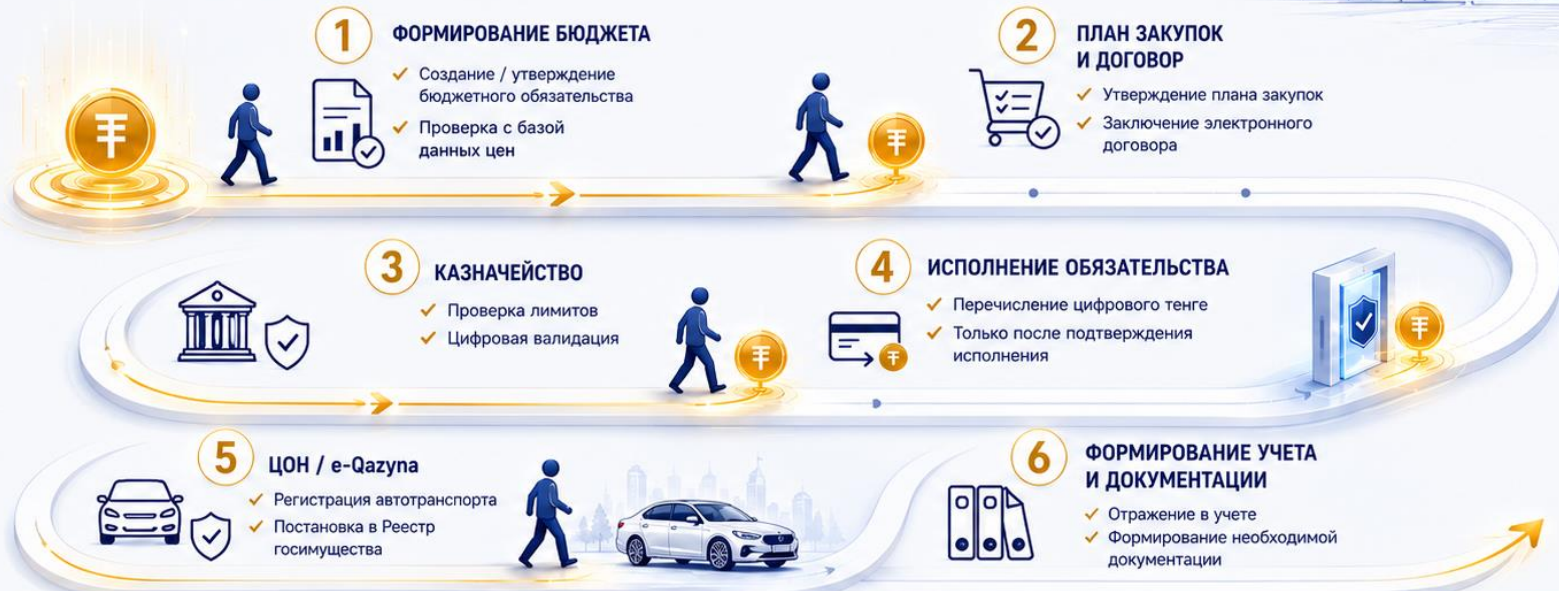 1
ФОРМИРОВАНИЕ БЮДЖЕТА
Создание / утверждение
бюджетного обязательства
Проверка с базой
данных цен
2
ПЛАН ЗАКУПОК
И ДОГОВОР
Утверждение плана закупок
Заключение электронного
договора
3
КАЗНАЧЕЙСТВО
Проверка лимитов
Цифровая валидация
4
ИСПОЛНЕНИЕ ОБЯЗАТЕЛЬСТВА
Перечисление цифрового тенге
Только после подтверждения
исполнения
5
ЦОН / e-Qazyna
Регистрация автотранспорта
Постановка в Реестр
госимущества
6
ФОРМИРОВАНИЕ УЧЕТА
И ДОКУМЕНТАЦИИ
Отражение в учете
Формирование необходимой
документации